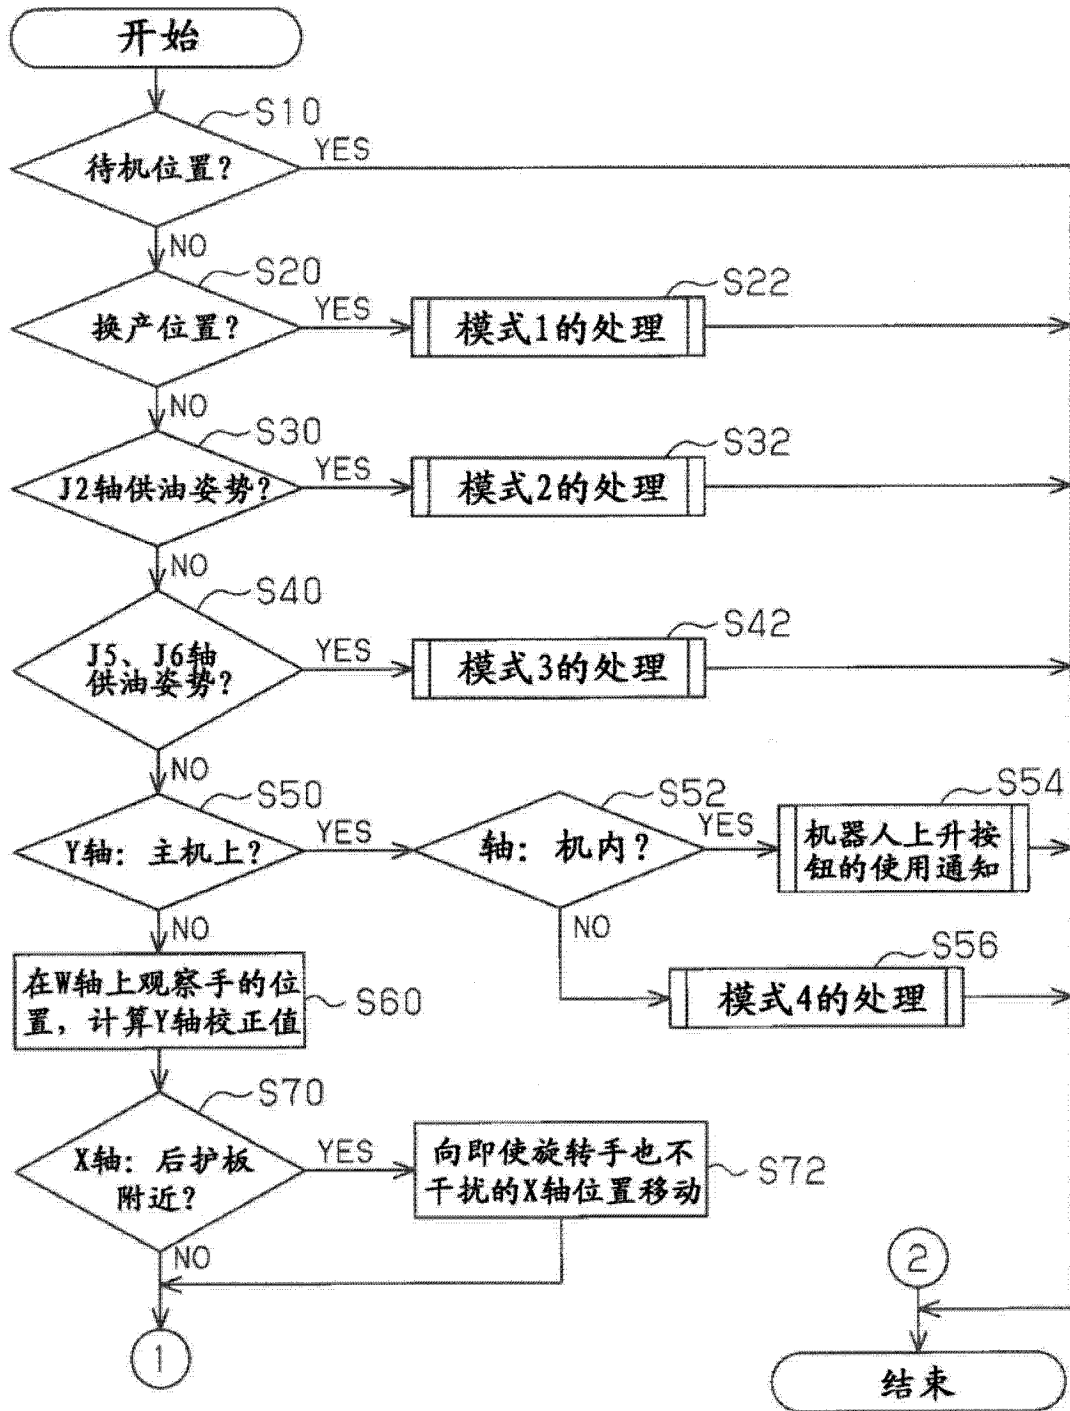 开始
S10
待机位置?
YES
NO
S20
换产位置?
YES
S22
模式1的处理
NO
S30
J2轴供油姿势?
YES
S32
模式2的处理
NO
S40
J5、J6轴
供油姿势?
YES
S42
模式3的处理
NO
S50
Y轴: 主机上?
YES
S52
轴: 机内?
YES
S54
机器人上升按
钮的使用通知
NO
S56
模式4的处理
NO
在W轴上观察手的位
置, 计算Y轴校正值
S60
S70
X轴: 后护板
附近?
YES
向即使旋转手也不
干扰的X轴位置移动
S72
NO
1
2
结束